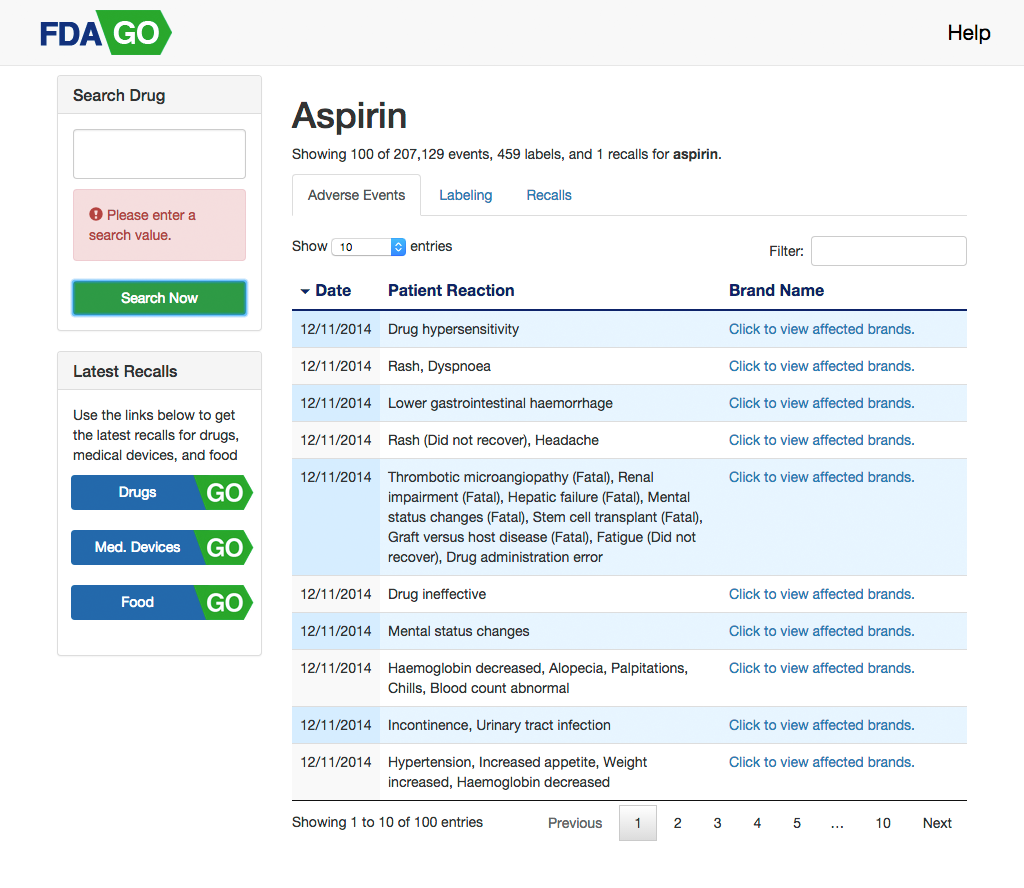 FDA GO
Help
Search Drug
Please enter a
search value.
Search Now
Latest Recalls
Use the links below to get
the latest recalls for drugs,
medical devices, and food
Drugs GO
Med. Devices GO
Food GO
Aspirin
Showing 100 of 207,129 events, 459 labels, and 1 recalls for aspirin.
Adverse Events Labeling Recalls
Show 10 entries
Filter:
Date Patient Reaction Brand Name
12/11/2014 Drug hypersensitivity Click to view affected brands.
12/11/2014 Rash, Dyspnoea Click to view affected brands.
12/11/2014 Lower gastrointestinal haemorrhage Click to view affected brands.
12/11/2014 Rash (Did not recover), Headache Click to view affected brands.
12/11/2014 Thrombotic microangiopathy (Fatal), Renal Click to view affected brands.
impairment (Fatal), Hepatic failure (Fatal), Mental
status changes (Fatal), Stem cell transplant (Fatal),
Graft versus host disease (Fatal), Fatigue (Did not
recover), Drug administration error
12/11/2014 Drug ineffective Click to view affected brands.
12/11/2014 Mental status changes Click to view affected brands.
12/11/2014 Haemoglobin decreased, Alopecia, Palpitations, Click to view affected brands.
Chills, Blood count abnormal
12/11/2014 Incontinence, Urinary tract infection Click to view affected brands.
12/11/2014 Hypertension, Increased appetite, Weight Click to view affected brands.
increased, Haemoglobin decreased
Showing 1 to 10 of 100 entries
Previous 1 2 3 4 5 … 10 Next